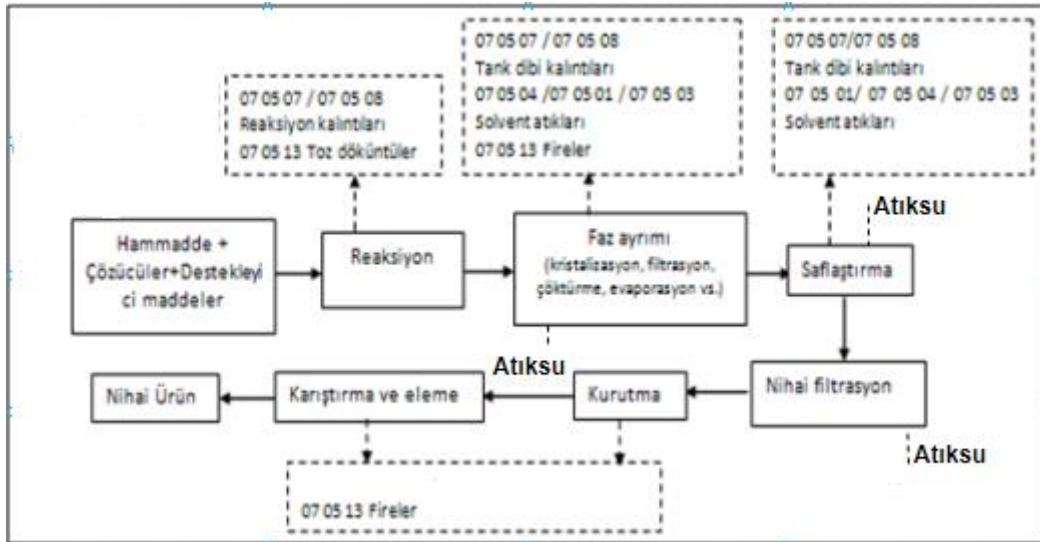 07 05 07 / 07 05 08
Reaksiyon kalıntıları
07 05 13 Toz döküntüler
07 05 07 / 07 05 08
Tank dibi kalıntları
07 05 04 /07 05 01 / 07 05 03
Solvent atıkları
07 05 13 Fireler
07 05 07/07 05 08
Tank dibi kalıntları
07 05 01/ 07 05 04 / 07 05 03
Solvent atıkları
Atıksu
Hammadde +
Çözücüler+Destekleyi
ci maddeler
Reaksiyon
Faz ayrımı
(kristalizasyon, filtrasyon,
çöktürme, evaporasyon vs.)
Saflaştırma
Atıksu
Nihai Ürün
Karıştırma ve eleme
Kurutma
Nihai filtrasyon
Atıksu
07 05 13 Fireler